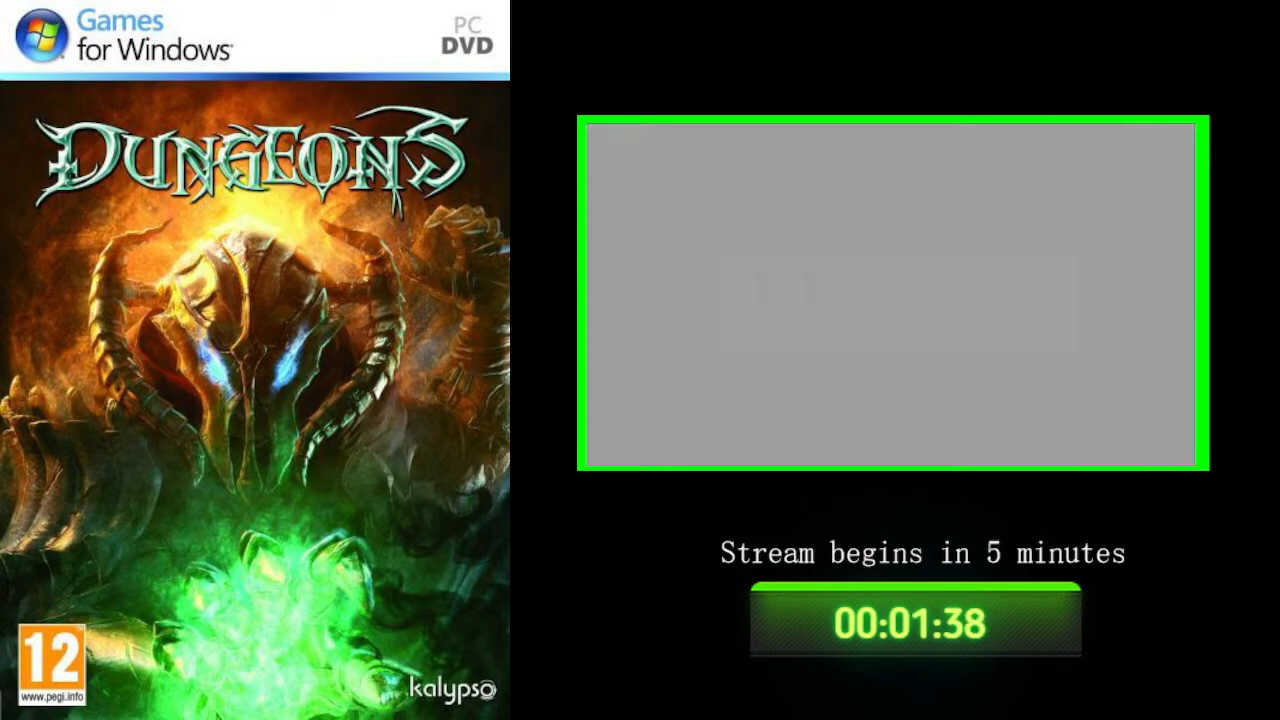 Games
for Windows
PC
DVD
DUNGEONS
12
www.pegi.info
kalypso
Stream begins in 5 minutes
00:01:38